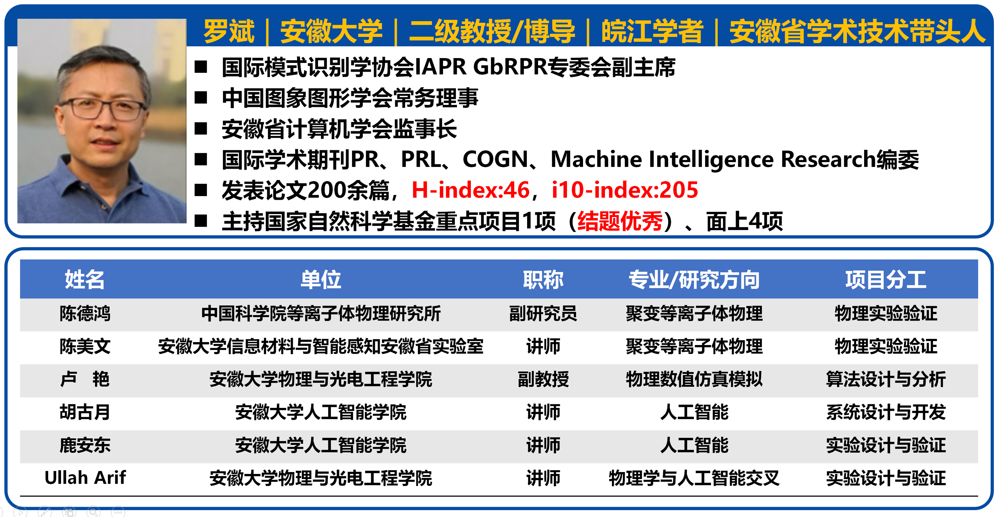 罗斌｜安徽大学｜二级教授/博导｜皖江学者｜安徽省学术技术带头人
■ 国际模式识别学协会IAPR GbRPR专委会副主席
■ 中国图象图形学会常务理事
■ 安徽省计算机学会监事长
■ 国际学术期刊PR、PRL、COGN、Machine Intelligence Research编委
■ 发表论文200余篇，H-index:46，i10-index:205
■ 主持国家自然科学基金重点项目1项（结题优秀）、面上4项
姓名 单位 职称 专业/研究方向 项目分工
陈德鸿 中国科学院等离子体物理研究所 副研究员 聚变等离子体物理 物理实验验证
陈美文 安徽大学信息材料与智能感知安徽省实验室 讲师 聚变等离子体物理 物理实验验证
卢 艳 安徽大学物理与光电工程学院 副教授 物理数值仿真模拟 算法设计与分析
胡古月 安徽大学人工智能学院 讲师 人工智能 系统设计与开发
鹿安东 安徽大学人工智能学院 讲师 人工智能 实验设计与验证
Ullah Arif 安徽大学物理与光电工程学院 讲师 物理学与人工智能交叉 实验设计与验证